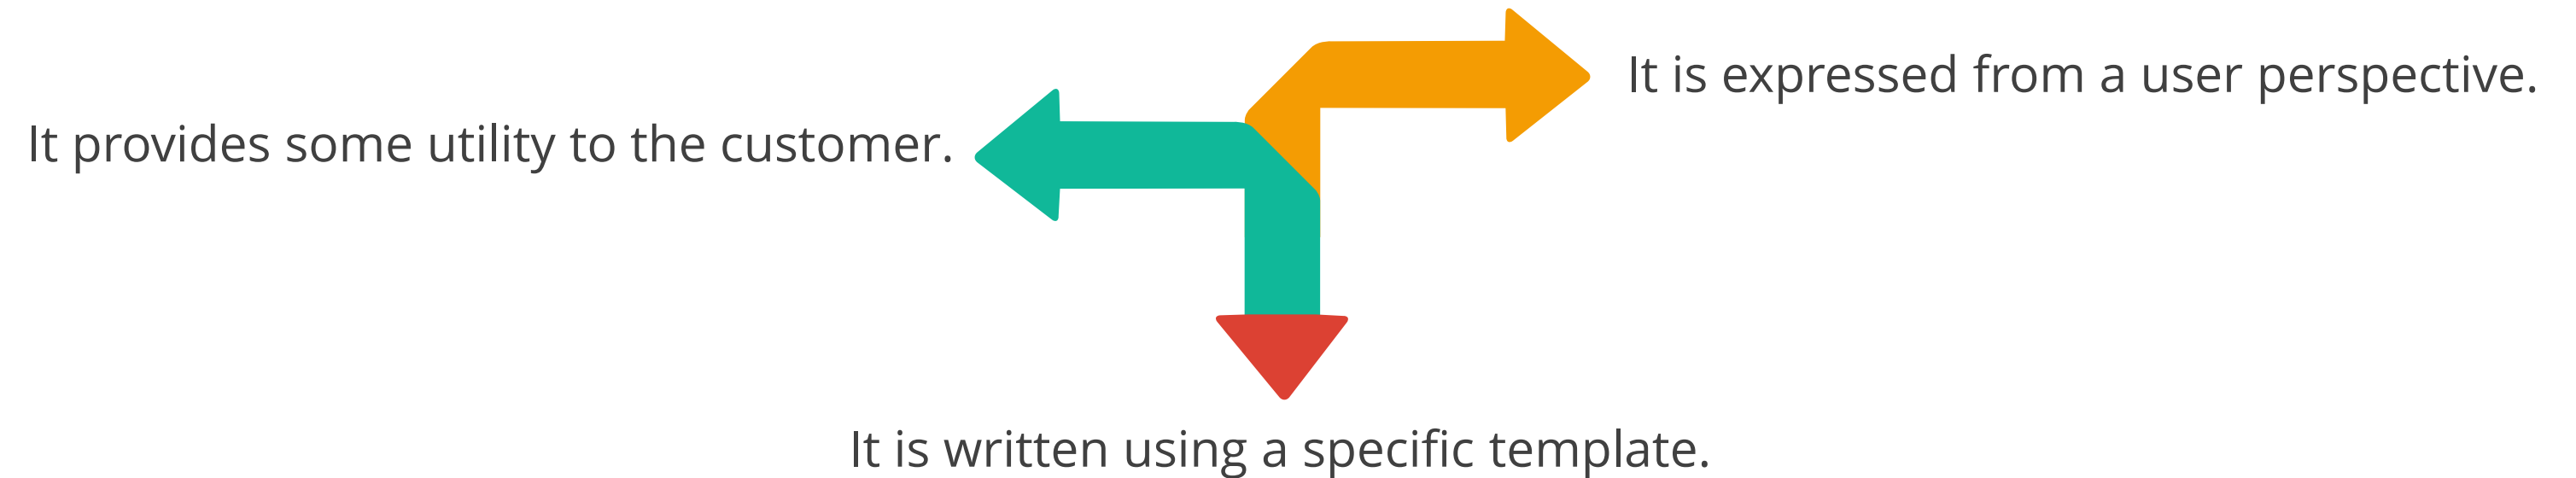 It is expressed from a user perspective.
It provides some utility to the customer.
It is written using a specific template.